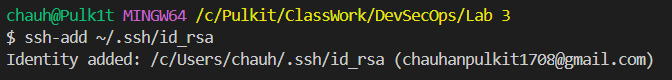 chauh@Pulk1t MINGW64 /c/Pulkit/ClassWork/DevSecOps/Lab 3
$ ssh-add ~/.ssh/id_rsa
Identity added: /c/Users/chauh/.ssh/id_rsa (chauhanpulkit1708@gmail.com)